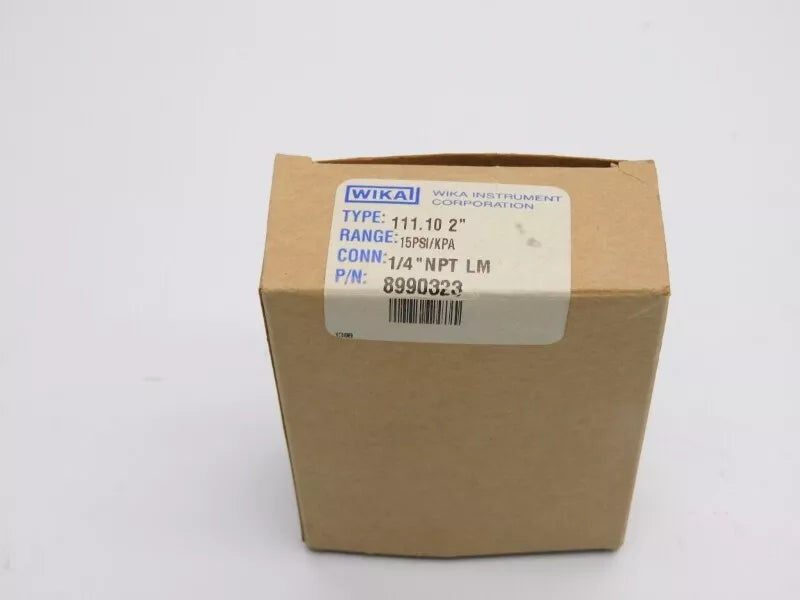 WIKA
WIKA INSTRUMENT
CORPORATION
TYPE: 111.10 2"
RANGE: 15PSI/KPA
CONN: 1/4"NPT LM
P/N: 8990323